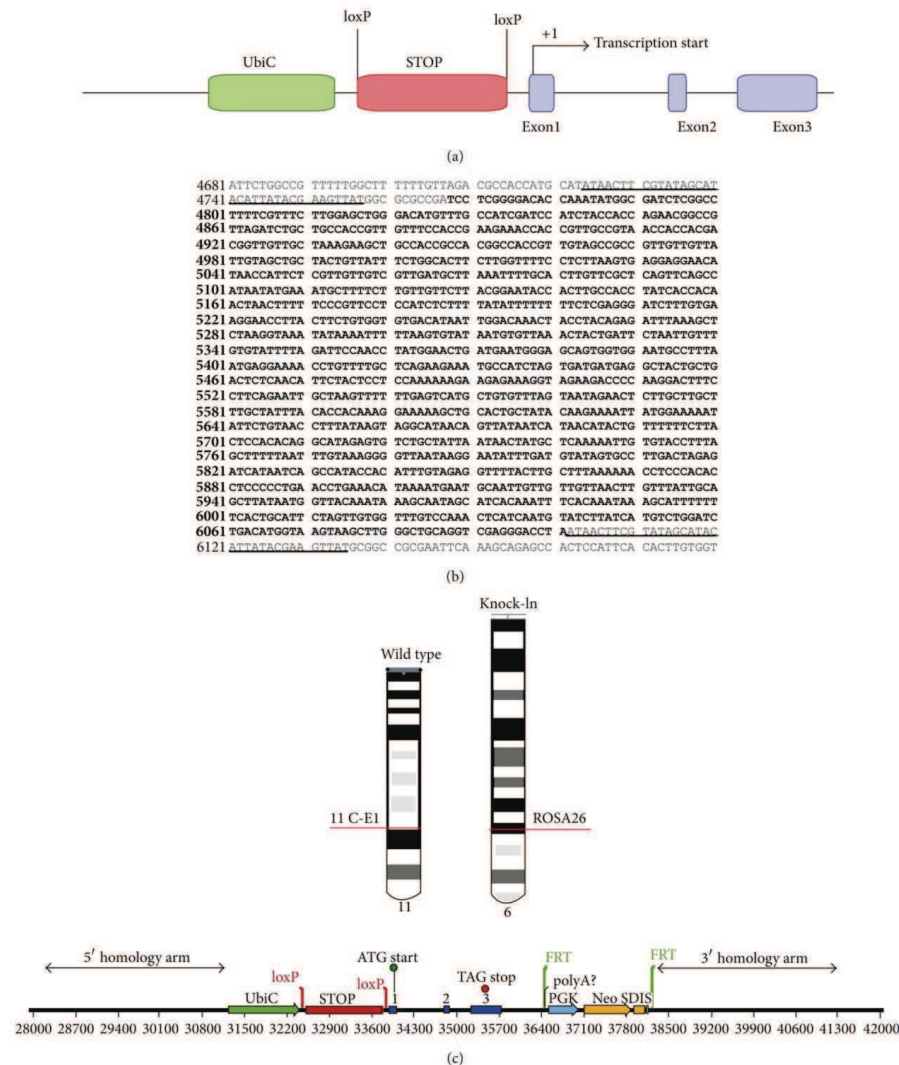 loxP loxP
+1
Transcription start
UbiC STOP
Exon1 Exon2 Exon3
(a)
4681 ATTCTGGCCG TTTTTGGCTT TTTTGTTAGA CGCCACCATG CATAACTT CGTATAGCAT
4741 ACATTATACG AAGTTATGGC GCGCCGATCC TCGGGGACAC CAAATATGGC GATCTCGGCC
4801 TTTTCGTTTC TTGGAGCTGG GACATGTTTG CCATCGATCC ATCTACCACC AGAACGGCCG
4861 TTAGATCTGC TGCCACCGTT GTTTCCACCG AAGAAACCAC CGTTGCCGTA ACCACCACGA
4921 CGGTTGTTGC TAAAGAAGCT GCCACCGCCA CGGCCACCGT TGTAGCCGCC GTTGTTGTTA
4981 TTGTAGCTGC TACTGTTATT TCTGGCACTT CTTGGTTTTC CTCTTAAGTG AGGAGGAACA
5041 TAACCATTCT CGTTGTTGTC GTTGATGCTT AAATTTTGCA CTTGTTCGCT CAGTTCAGCC
5101 ATAATATGAA ATGCTTTTCT TGTTGTTCTT ACGGAATACC ACTTGCCACC TATCACCACA
5161 ACTAACTTTT TCCCGTTCCT CCATCTCTTT TATATTTTTT TTCTCGAGGG ATCTTTGTGA
5221 AGGAACCTTA CTTCTGTGGT GTGACATAAT TGGACAAACT ACCTACAGAG ATTTAAAGCT
5281 CTAAGGTAAA TATAAAATTT TTAAGTGTAT AATGTGTTAA ACTACTGATT CTAATTGTTT
5341 GTGTATTTTA GATTCCAACC TATGGAACTG ATGAATGGGA GCAGTGGTGG AATGCCTTTA
5401 ATGAGGAAAA CCTGTTTTGC TCAGAAGAAA TGCCATCTAG TGATGATGAG GCTACTGCTG
5461 ACTCTCAACA TTCTACTCCT CCAAAAAAGA AGAGAAAGGT AGAAGACCCC AAGGACTTTC
5521 CTTCAGAATT GCTAAGTTTT TTGAGTCATG CTGTGTTTAG TAATAGAACT CTTGCTTGCT
5581 TTGCTATTTA CACCACAAAG GAAAAAGCTG CACTGCTATA CAAGAAAATT ATGGAAAAAT
5641 ATTCTGTAAC CTTTATAAGT AGGCATAACA GTTATAATCA TAACATACTG TTTTTTCTTA
5701 CTCCACACAG GCATAGAGTG TCTGCTATTA ATAACTATGC TCAAAAATTG TGTACCTTTA
5761 GCTTTTTAAT TTGTAAAGGG GTTAATAAGG AATATTTGAT GTATAGTGCC TTGACTAGAG
5821 ATCATAATCA GCCATACCAC ATTTGTAGAG GTTTTACTTG CTTTAAAAAA CCTCCCACAC
5881 CTCCCCCTGA ACCTGAAACA TAAAATGAAT GCAATTGTTG TTGTTAACTT GTTTATTGCA
5941 GCTTATAATG GTTACAAATA AAGCAATAGC ATCACAAATT TCACAAATAA AGCATTTTTT
6001 TCACTGCATT CTAGTTGTGG TTTGTCCAAA CTCATCAATG TATCTTATCA TGTCTGGATC
6061 TGACATGGTA AGTAAGCTTG GGCTGCAGGT CGAGGGACCT AATAACTTCG TATAGCATAC
6121 ATTATACGAA GTTATGCGGC CGCGAATTCA AAGCAGAGCC ACTCCATTCA CACTTGTGGT
(b)
Knock-ln
Wild type
11 C-E1 ROSA26
11 6
5′ homology arm ATG start FRT FRT 3′ homology arm
loxP loxP TAG stop polyA?
UbiC STOP 1 2 3 PGK Neo SDIS
28000 28700 29400 30100 30800 31500 32200 32900 33600 34300 35000 35700 36400 37100 37800 38500 39200 39900 40600 41300 42000
(c)